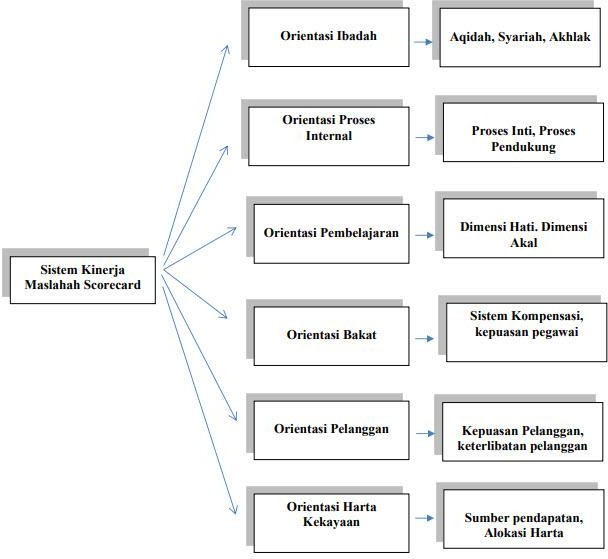 Orientasi Ibadah
Aqidah, Syariah, Akhlak
Orientasi Proses
Internal
Proses Inti, Proses
Pendukung
Orientasi Pembelajaran
Dimensi Hati. Dimensi
Akal
Sistem Kinerja
Maslahah Scorecard
Orientasi Bakat
Sistem Kompensasi,
kepuasan pegawai
Orientasi Pelanggan
Kepuasan Pelanggan,
keterlibatan pelanggan
Orientasi Harta
Kekayaan
Sumber pendapatan,
Alokasi Harta